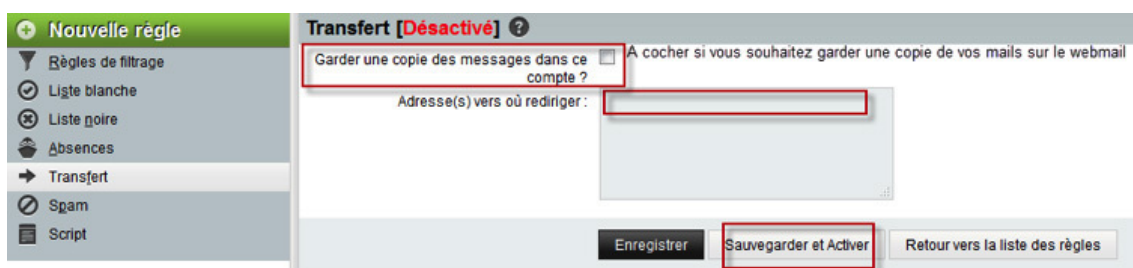 Nouvelle règle
Règles de filtrage
Liste blanche
Liste noire
Absences
Transfert
Spam
Script
Transfert [Désactivé] ?
Garder une copie des messages dans ce
compte ?
A cocher si vous souhaitez garder une copie de vos mails sur le webmail
Adresse(s) vers où rediriger :
Enregistrer
Sauvegarder et Activer
Retour vers la liste des règles